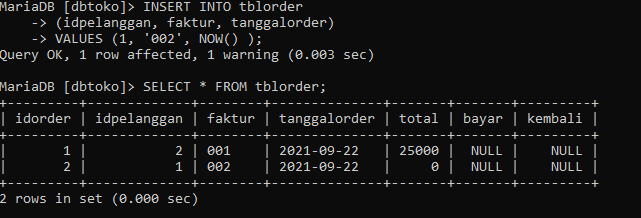 MariaDB [dbtoko]> INSERT INTO tblorder
    -> (idpelanggan, faktur, tanggalorder)
    -> VALUES (1, '002', NOW() );
Query OK, 1 row affected, 1 warning (0.003 sec)
MariaDB [dbtoko]> SELECT * FROM tblorder;
+---------+-------------+--------+--------------+-------+-------+---------+
| idorder | idpelanggan | faktur | tanggalorder | total | bayar | kembali |
+---------+-------------+--------+--------------+-------+-------+---------+
|       1 |           2 | 001    | 2021-09-22   | 25000 |  NULL |    NULL |
|       2 |           1 | 002    | 2021-09-22   |     0 |  NULL |    NULL |
+---------+-------------+--------+--------------+-------+-------+---------+
2 rows in set (0.000 sec)